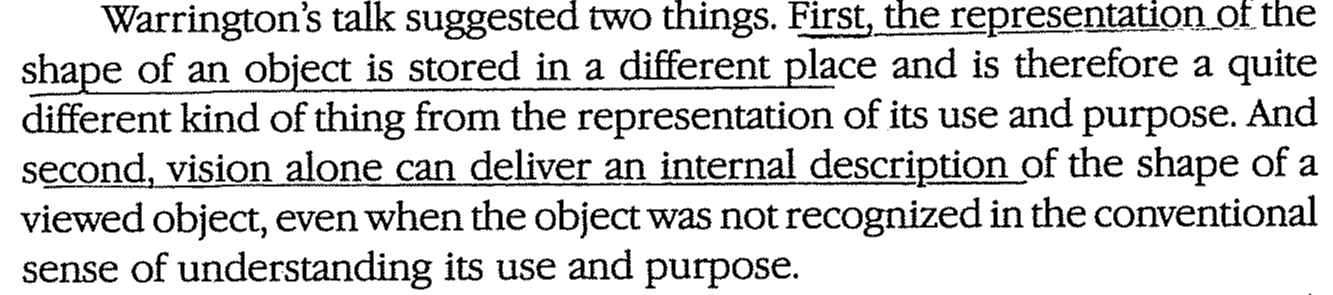 Warrington's talk suggested two things. First, the representation of the
shape of an object is stored in a different place and is therefore a quite
different kind of thing from the representation of its use and purpose. And
second, vision alone can deliver an internal description of the shape of a
viewed object, even when the object was not recognized in the conventional
sense of understanding its use and purpose.